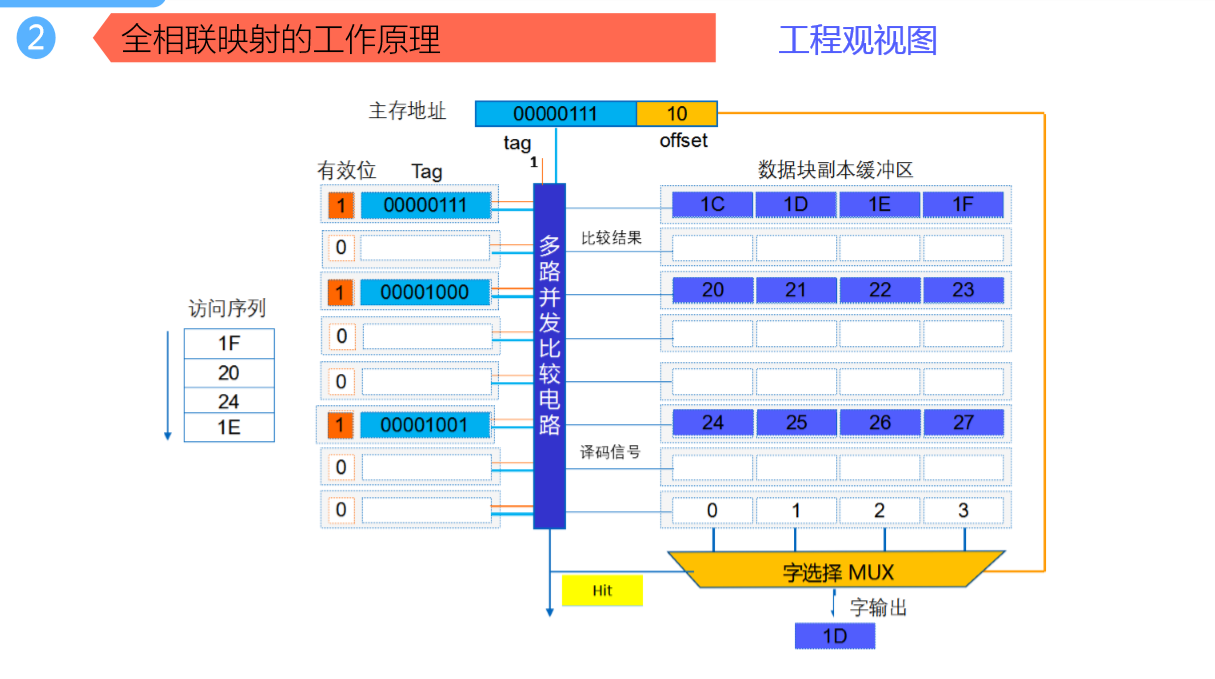 2
全相联映射的工作原理
工程观视图
主存地址
00000111 10
tag
offset
1
有效位 Tag
数据块副本缓冲区
1 00000111
1C 1D 1E 1F
0
比较结果
1 00001000
20 21 22 23
0
0
1 00001001
24 25 26 27
0
译码信号
0
0 1 2 3
多路并发比较电路
访问序列
1F
20
24
1E
字选择 MUX
Hit
字输出
1D